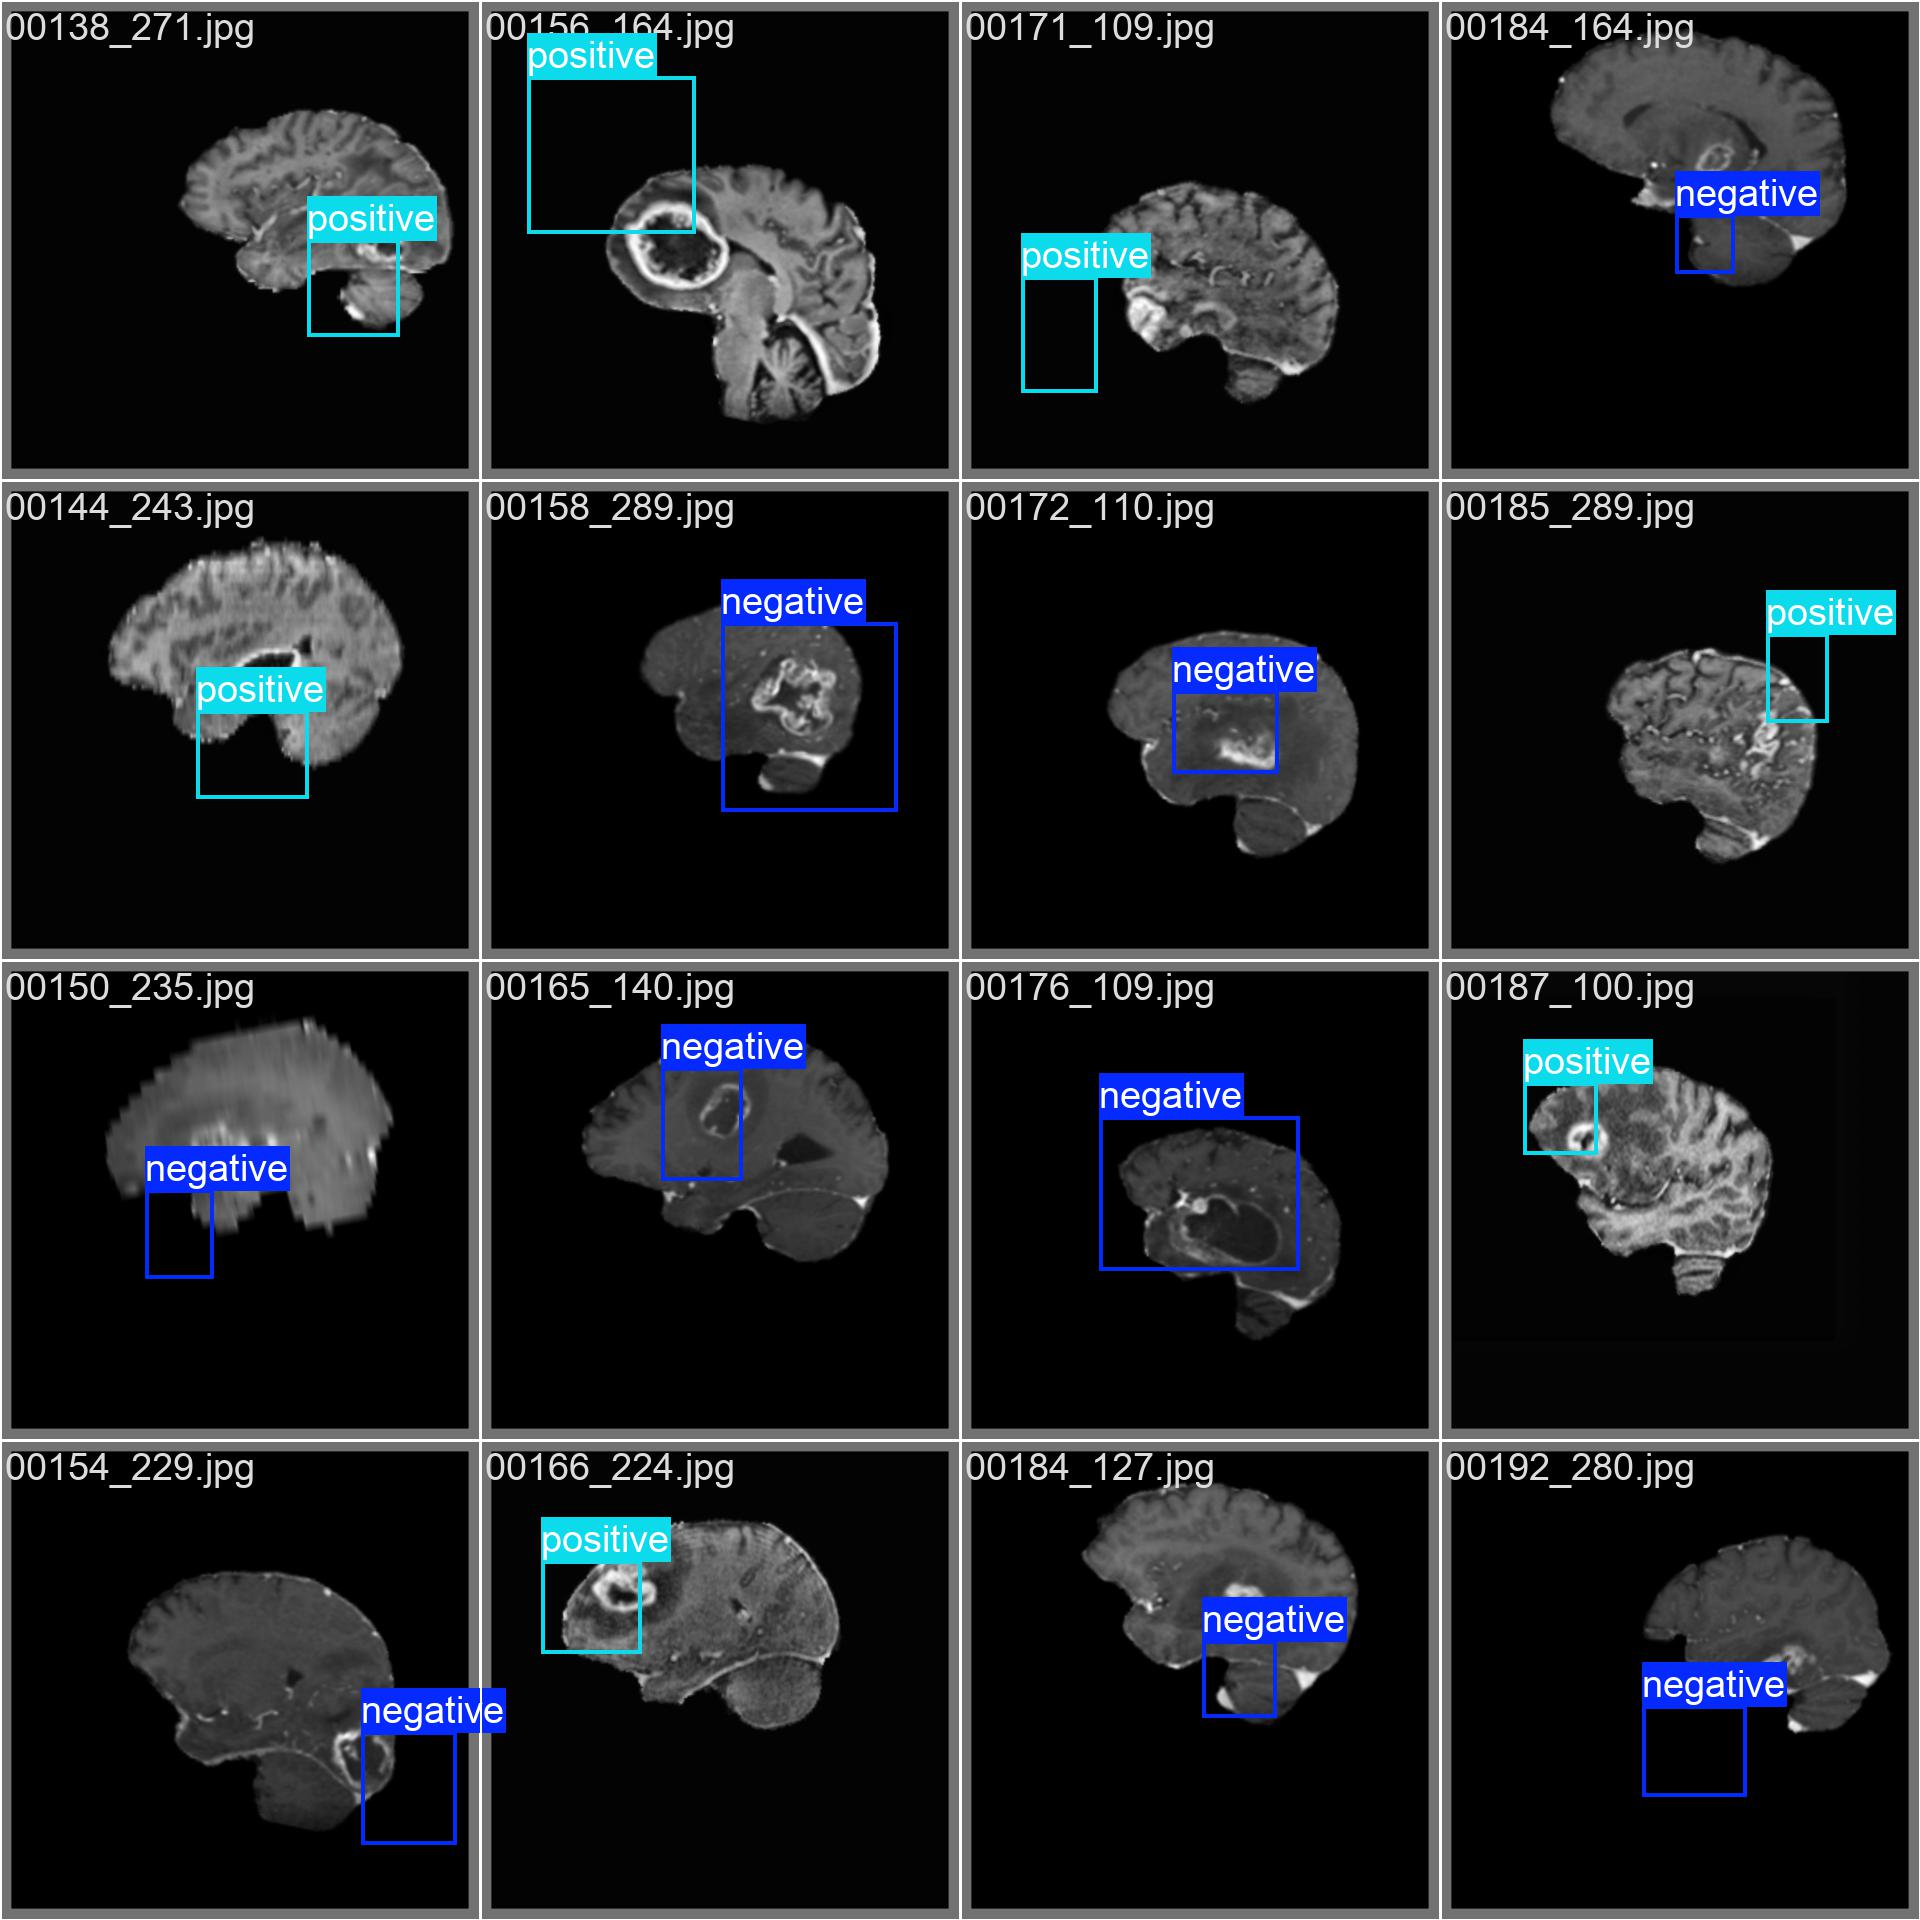 00138_271.jpg
positive
00156_164.jpg
positive
00171_109.jpg
positive
00184_164.jpg
negative
00144_243.jpg
positive
00158_289.jpg
negative
00172_110.jpg
negative
00185_289.jpg
positive
00150_235.jpg
negative
00165_140.jpg
negative
00176_109.jpg
negative
00187_100.jpg
positive
00154_229.jpg
negative
00166_224.jpg
positive
00184_127.jpg
negative
00192_280.jpg
negative